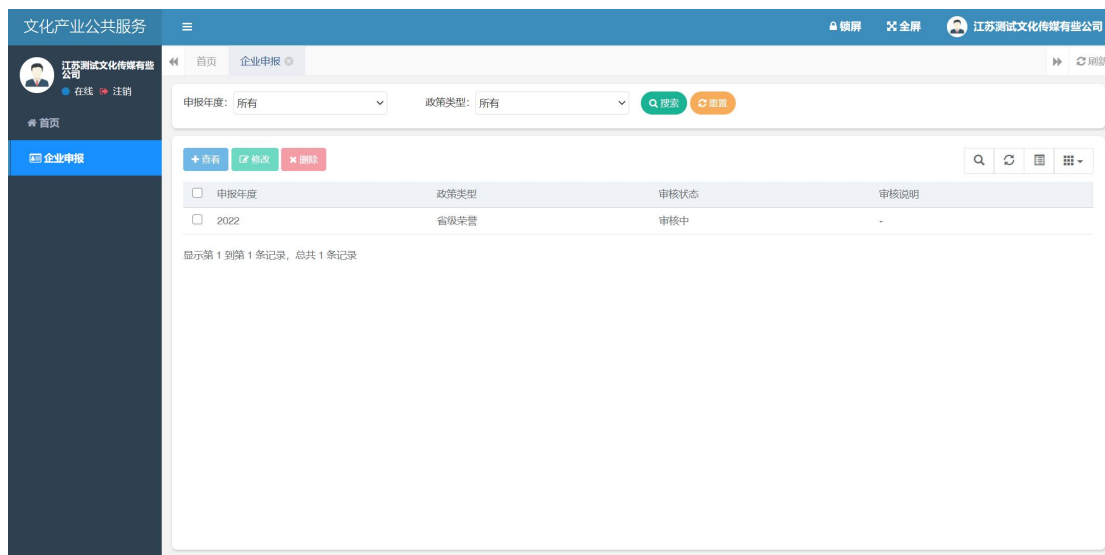 文化产业公共服务
锁屏 全屏 江苏测试文化传媒有些公司
江苏测试文化传媒有些
公司
在线 注销
首页 企业申报 刷新
申报年度: 所有 政策类型: 所有 搜索 重置
首页
企业申报
查看 修改 删除
申报年度 政策类型 审核状态 审核说明
2022 省级荣誉 审核中 -
显示第 1 到第 1 条记录，总共 1 条记录